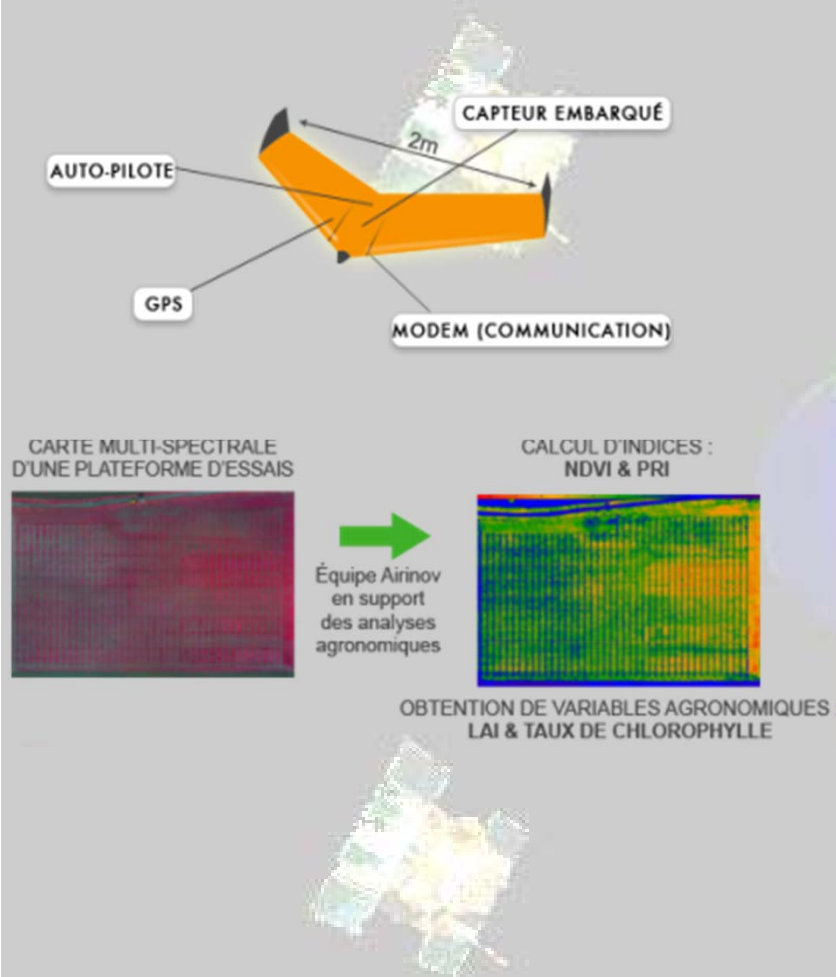 CAPTEUR EMBARQUÉ
2m
AUTO-PILOTE
GPS
MODEM (COMMUNICATION)
CARTE MULTI-SPECTRALE
D'UNE PLATEFORME D'ESSAIS
CALCUL D'INDICES :
NDVI & PRI
Équipe Airinov
en support
des analyses
agronomiques
OBTENTION DE VARIABLES AGRONOMIQUES
LAI & TAUX DE CHLOROPHYLLE